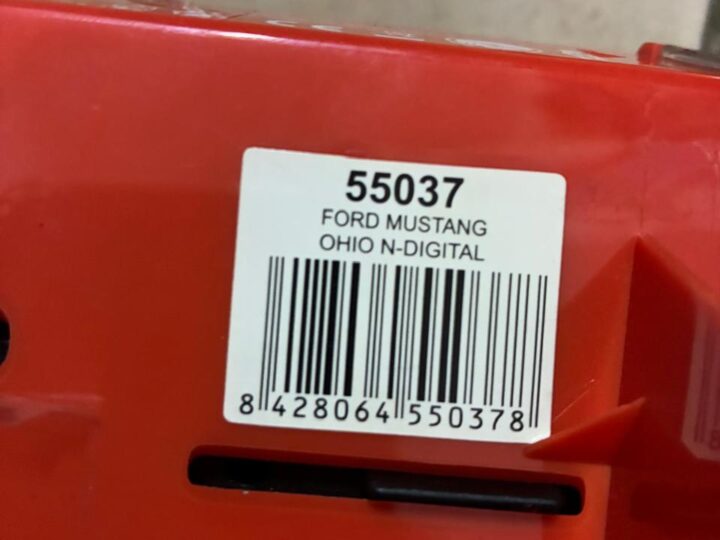 55037
FORD MUSTANG
OHIO N-DIGITAL
8 428064 550378